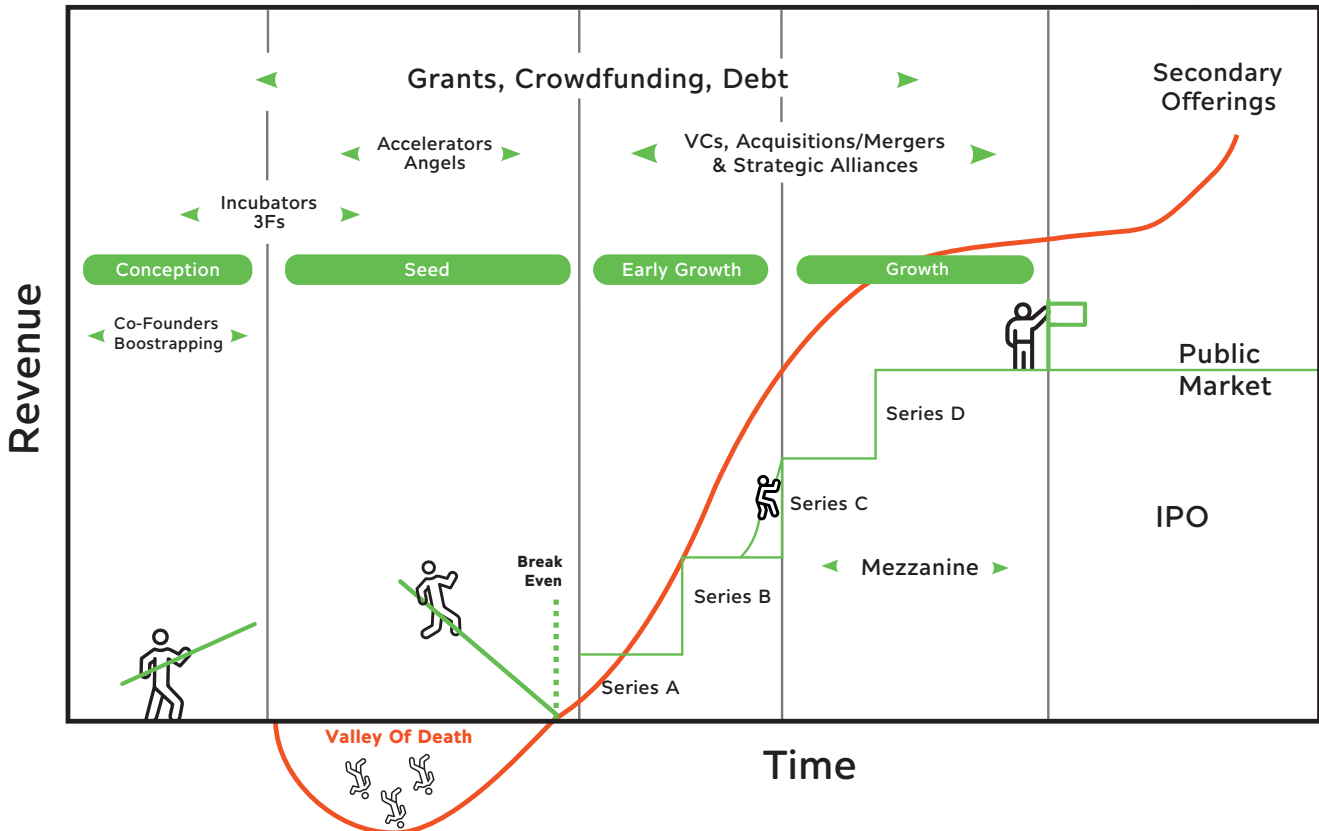 Grants, Crowdfunding, Debt
Secondary
Offerings
Accelerators
Angels
VCs, Acquisitions/Mergers
& Strategic Alliances
Incubators
3Fs
Conception
Seed
Early Growth
Growth
Co-Founders
Boostrapping
Revenue
Public
Market
Series D
Series C
IPO
Break
Even
Mezzanine
Series B
Series A
Valley Of Death
Time